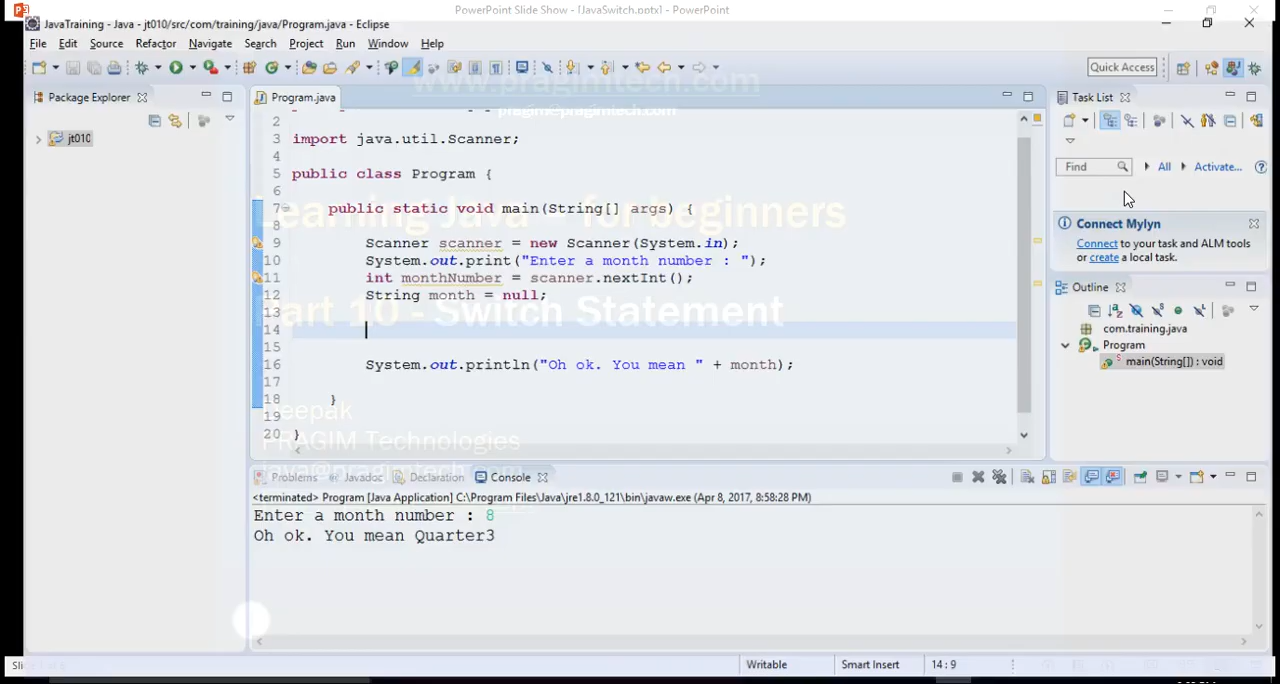 PowerPoint Slide Show - [JavaSwitch.pptx] - PowerPoint
JavaTraining - Java - jt010/src/com/training/java/Program.java - Eclipse
File Edit Source Refactor Navigate Search Project Run Window Help
Quick Access
www.pragimtech.com
Package Explorer
Program.java
Task List
pragim@pragimtech.com
jt010
2
3 import java.util.Scanner;
4
5 public class Program {
6
7 public static void main(String[] args) {
8
9 Scanner scanner = new Scanner(System.in);
10 System.out.print("Enter a month number : ");
11 int monthNumber = scanner.nextInt();
12 String month = null;
13
14
15
16 System.out.println("Oh ok. You mean " + month);
17
18 }
19
20 }
Learning Java - for beginners
Part 10 - Switch Statement
Deepak
PRAGIM Technologies
java@pragimtech.com
Find All Activate...
Connect Mylyn
Connect to your task and ALM tools
or create a local task.
Outline
com.training.java
Program
main(String[]) : void
Problems Javadoc Declaration Console
<terminated> Program [Java Application] C:\Program Files\Java\jre1.8.0_121\bin\javaw.exe (Apr 8, 2017, 8:58:28 PM)
Enter a month number : 8
Oh ok. You mean Quarter3
Writable Smart Insert 14 : 9